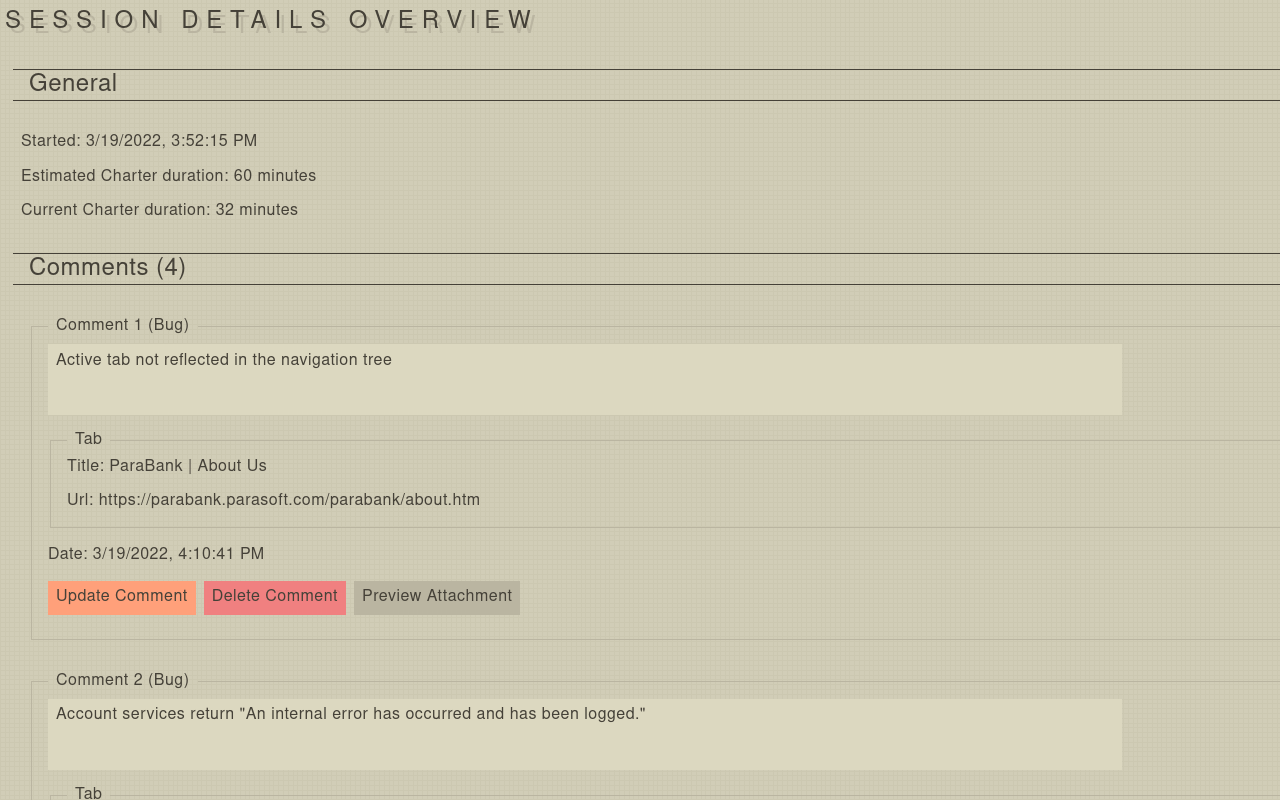 SESSION DETAILS OVERVIEW
General
Started: 3/19/2022, 3:52:15 PM
Estimated Charter duration: 60 minutes
Current Charter duration: 32 minutes
Comments (4)
Comment 1 (Bug)
Active tab not reflected in the navigation tree
Tab
Title: ParaBank | About Us
Url: https://parabank.parasoft.com/parabank/about.htm
Date: 3/19/2022, 4:10:41 PM
Update Comment Delete Comment Preview Attachment
Comment 2 (Bug)
Account services return "An internal error has occurred and has been logged."
Tab